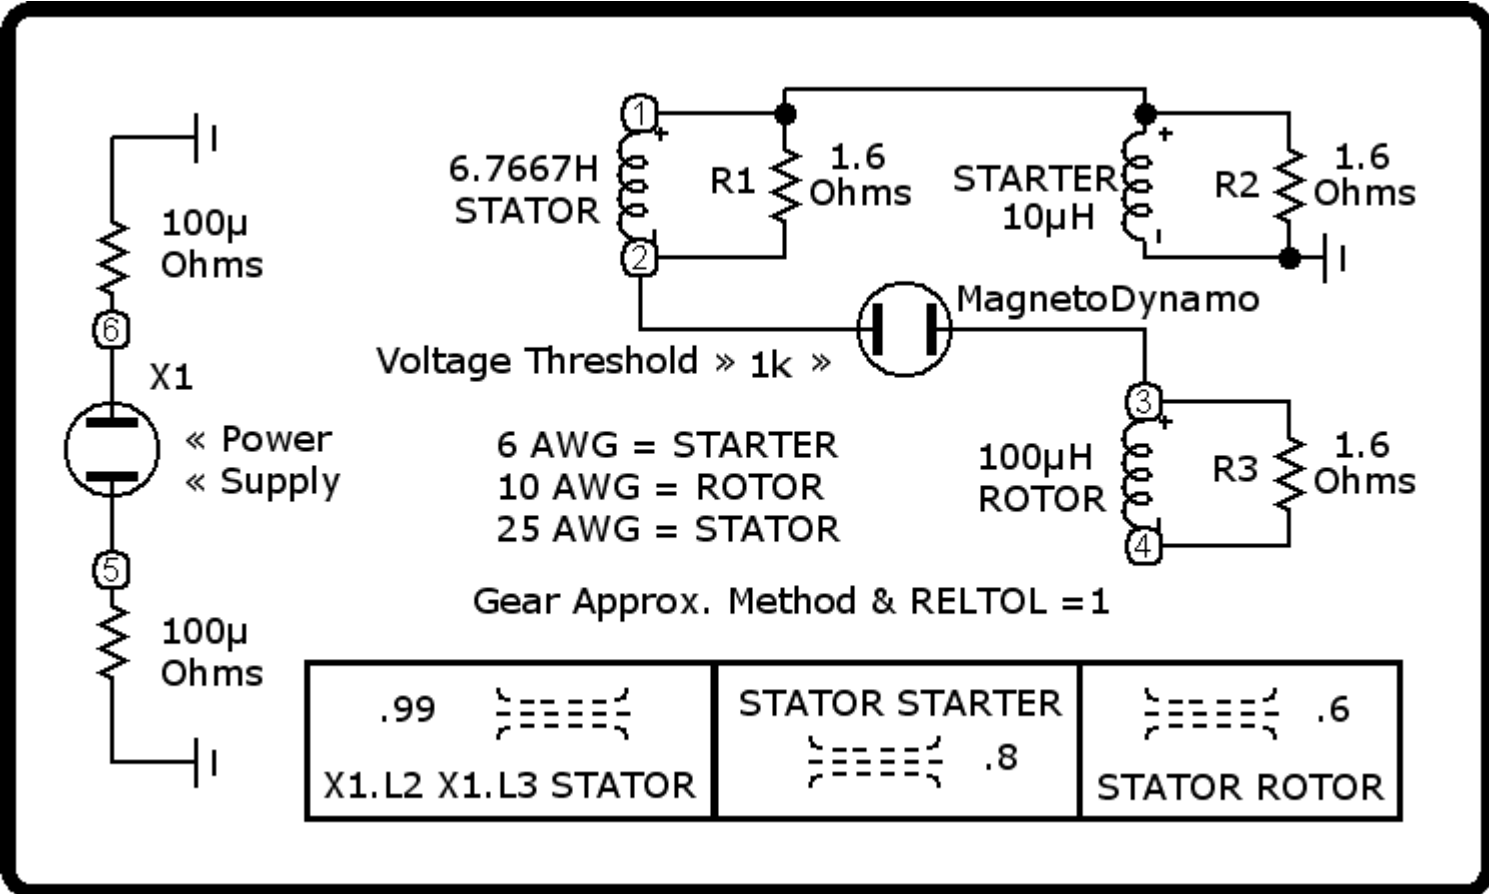 100µ
Ohms
6
X1
« Power
« Supply
5
100µ
Ohms
1
+
6.7667H
STATOR
-
2
R1
1.6
Ohms
STARTER
10µH
+
-
R2
1.6
Ohms
MagnetoDynamo
Voltage Threshold » 1k »
6 AWG = STARTER
10 AWG = ROTOR
25 AWG = STATOR
3
+
100µH
ROTOR
-
4
R3
1.6
Ohms
Gear Approx. Method & RELTOL =1
.99
X1.L2 X1.L3 STATOR
STATOR STARTER
.8
.6
STATOR ROTOR